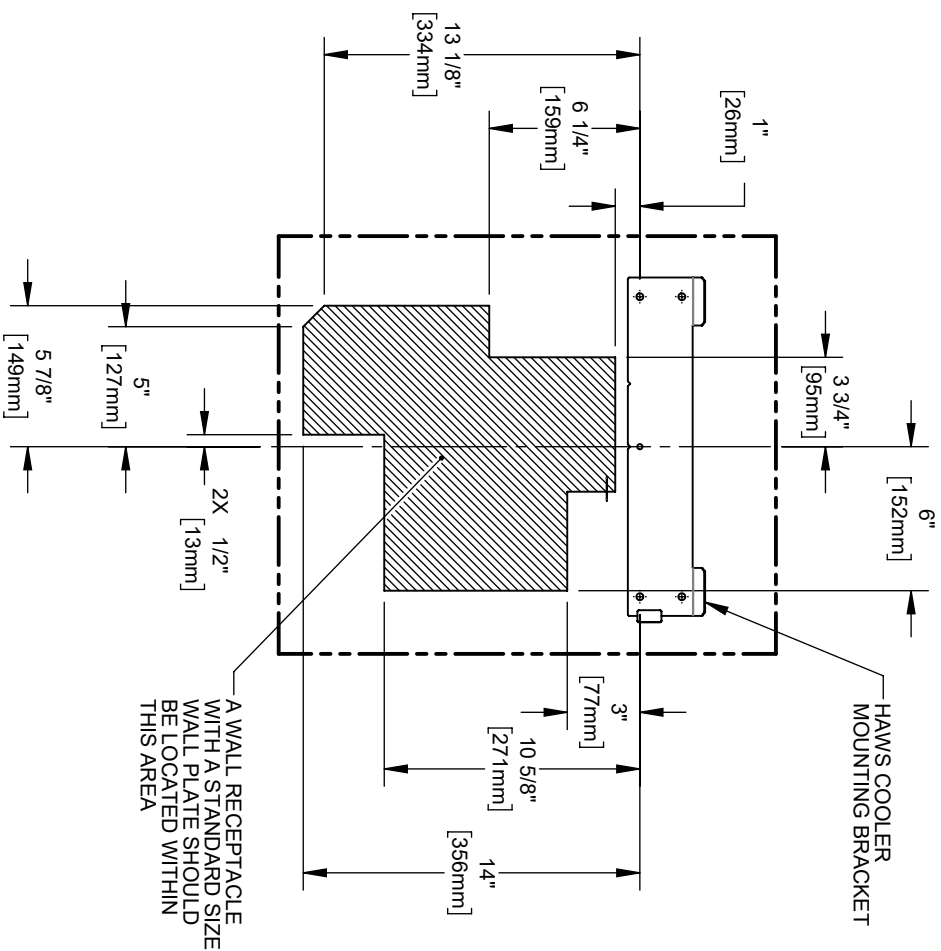 HAWS COOLER
MOUNTING BRACKET
6"
[152mm]
3 3/4"
[95mm]
1"
[26mm]
6 1/4"
[159mm]
13 1/8"
[334mm]
3"
[77mm]
10 5/8"
[271mm]
14"
[356mm]
2X 1/2"
[13mm]
5"
[127mm]
5 7/8"
[149mm]
A WALL RECEPTACLE
WITH A STANDARD SIZE
WALL PLATE SHOULD
BE LOCATED WITHIN
THIS AREA